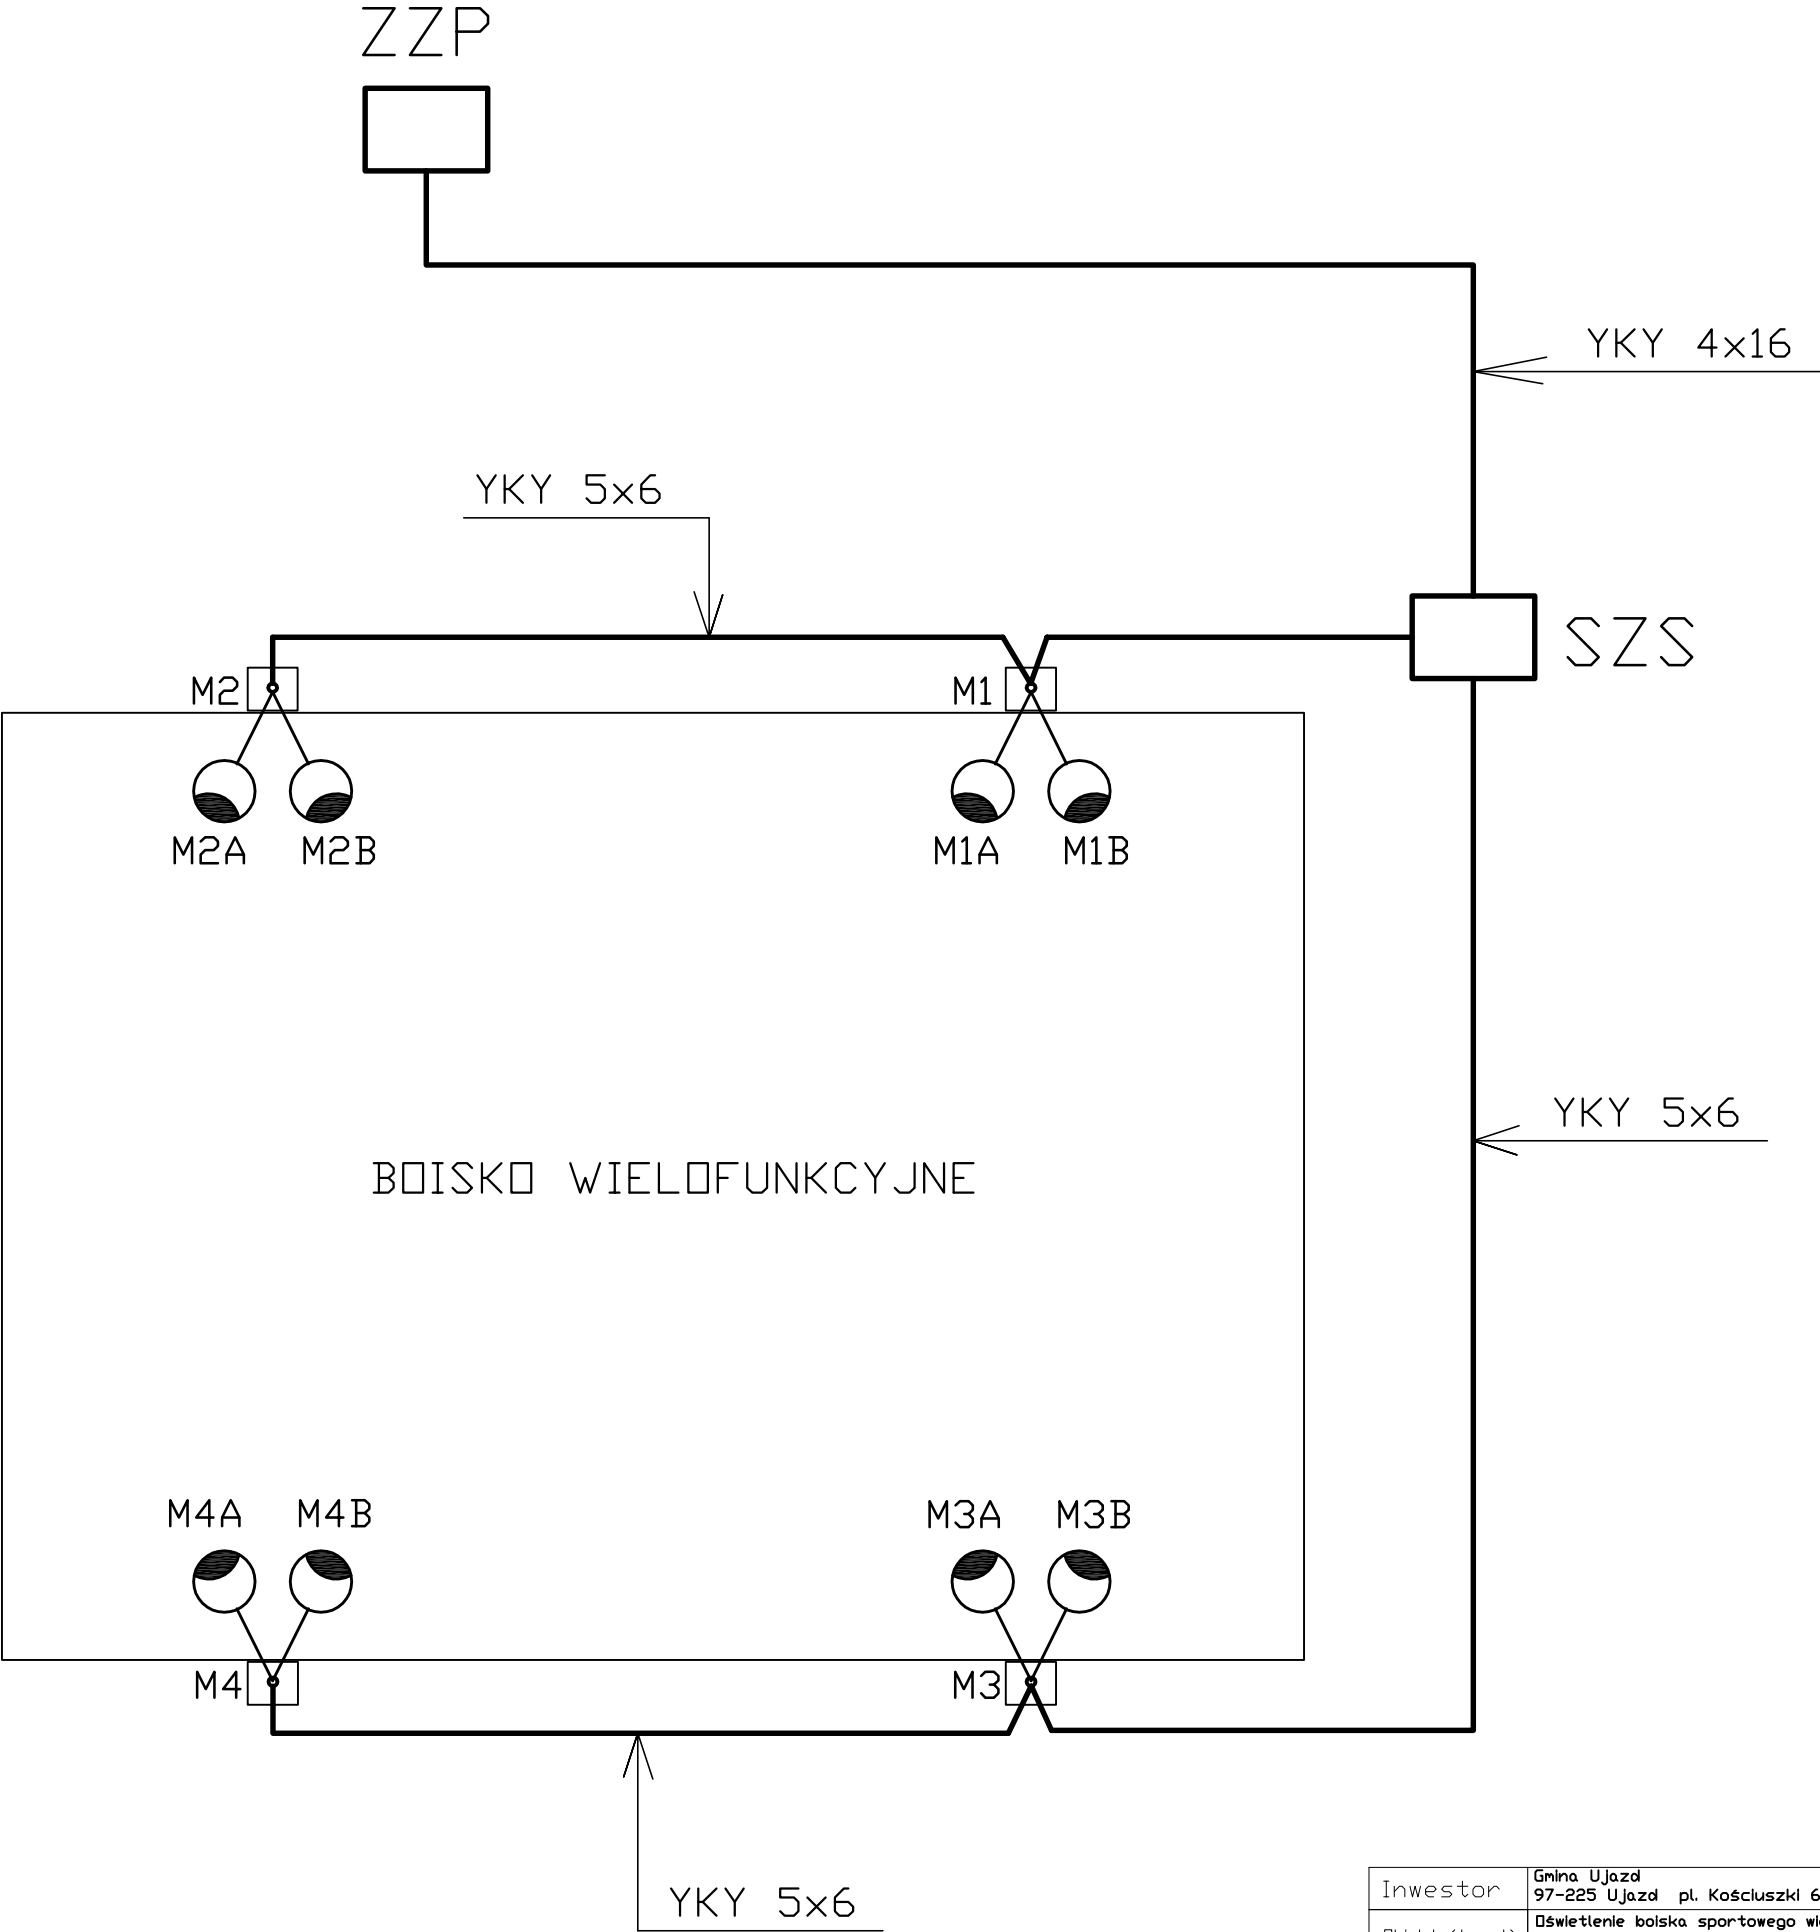 ZZP
YKY 4x16
YKY 5x6
SZS
M2
M1
M2A M2B
M1A M1B
YKY 5x6
BOISKO WIELOFUNKCYJNE
M4A M4B
M3A M3B
M4
M3
YKY 5x6
Inwestor
Gmina Ujazd
97-225 Ujazd pl. Kościuszki 6
Oświetlenie boiska sportowego